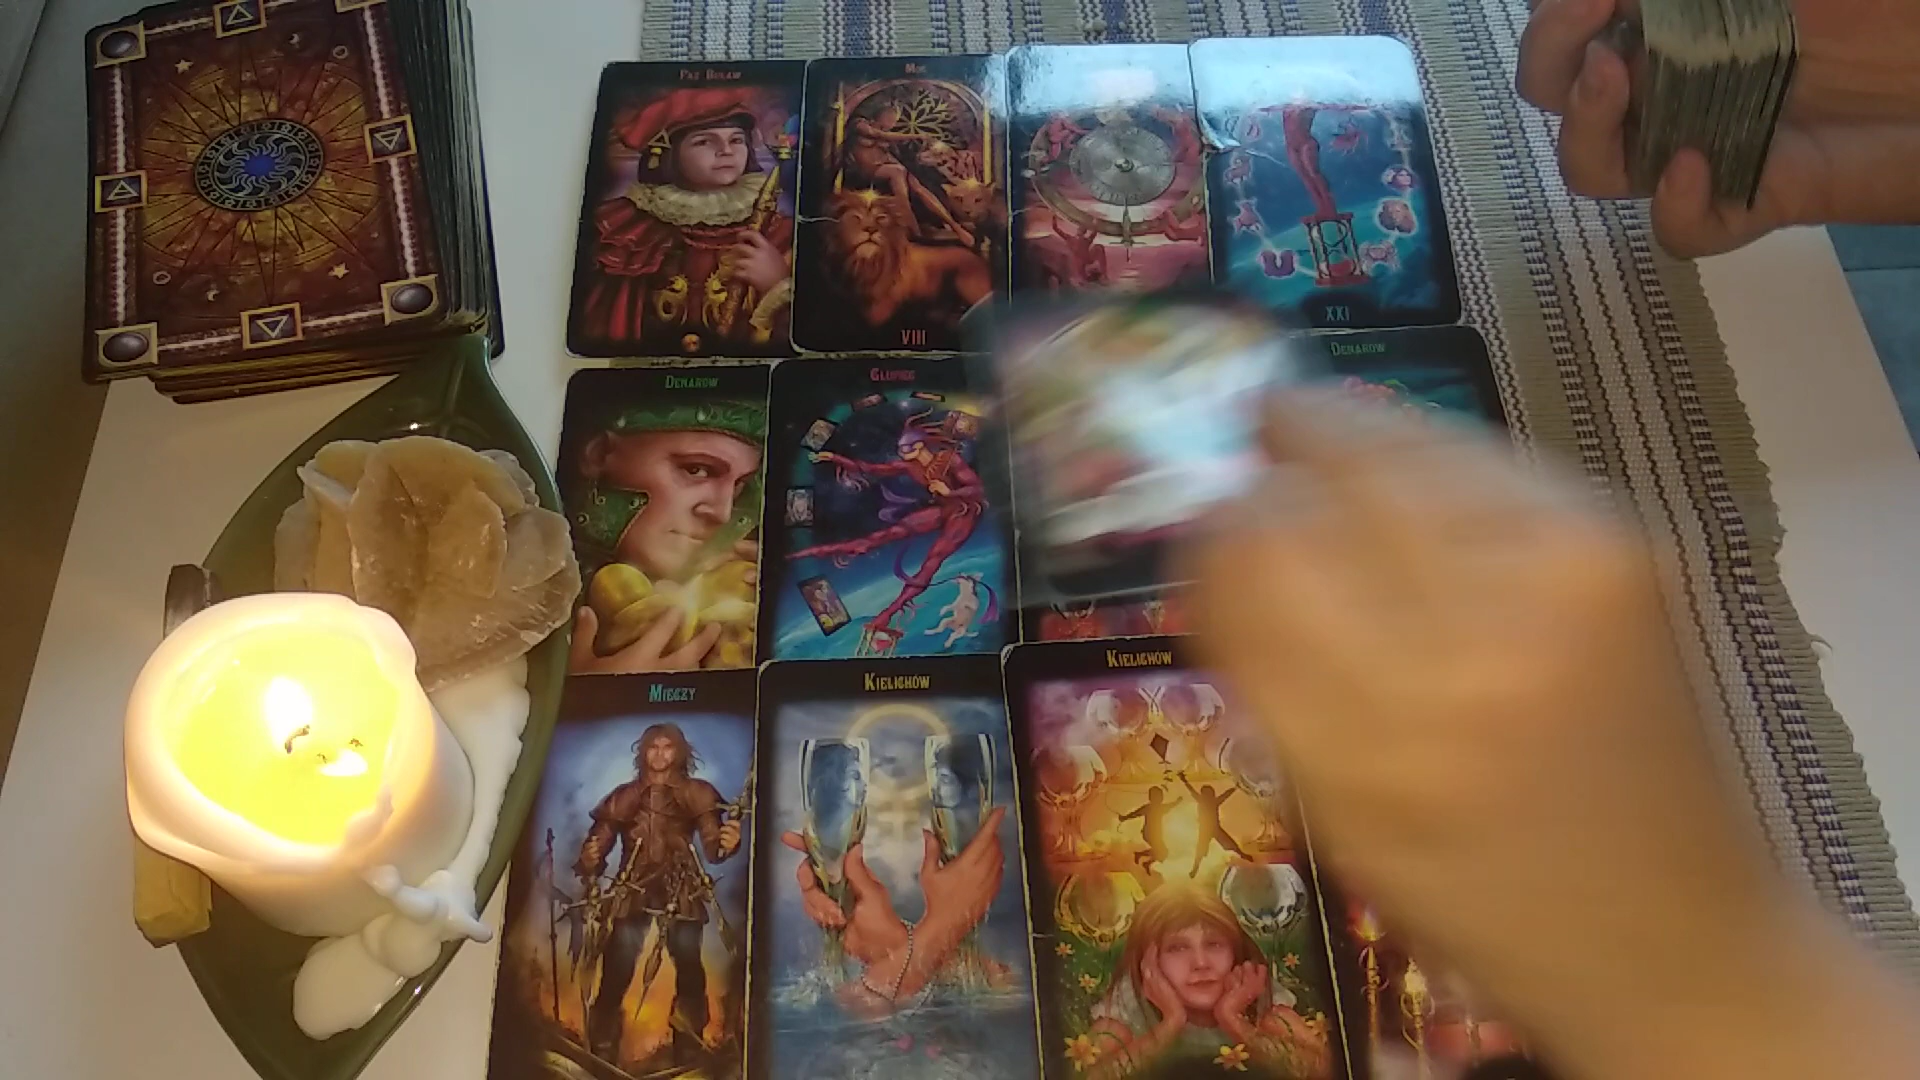 PAŹ BUŁAW
MOC
VIII
XXI
DENARÓW
GŁUPIEC
DENARÓW
MIECZY
KIELICHÓW
KIELICHÓW